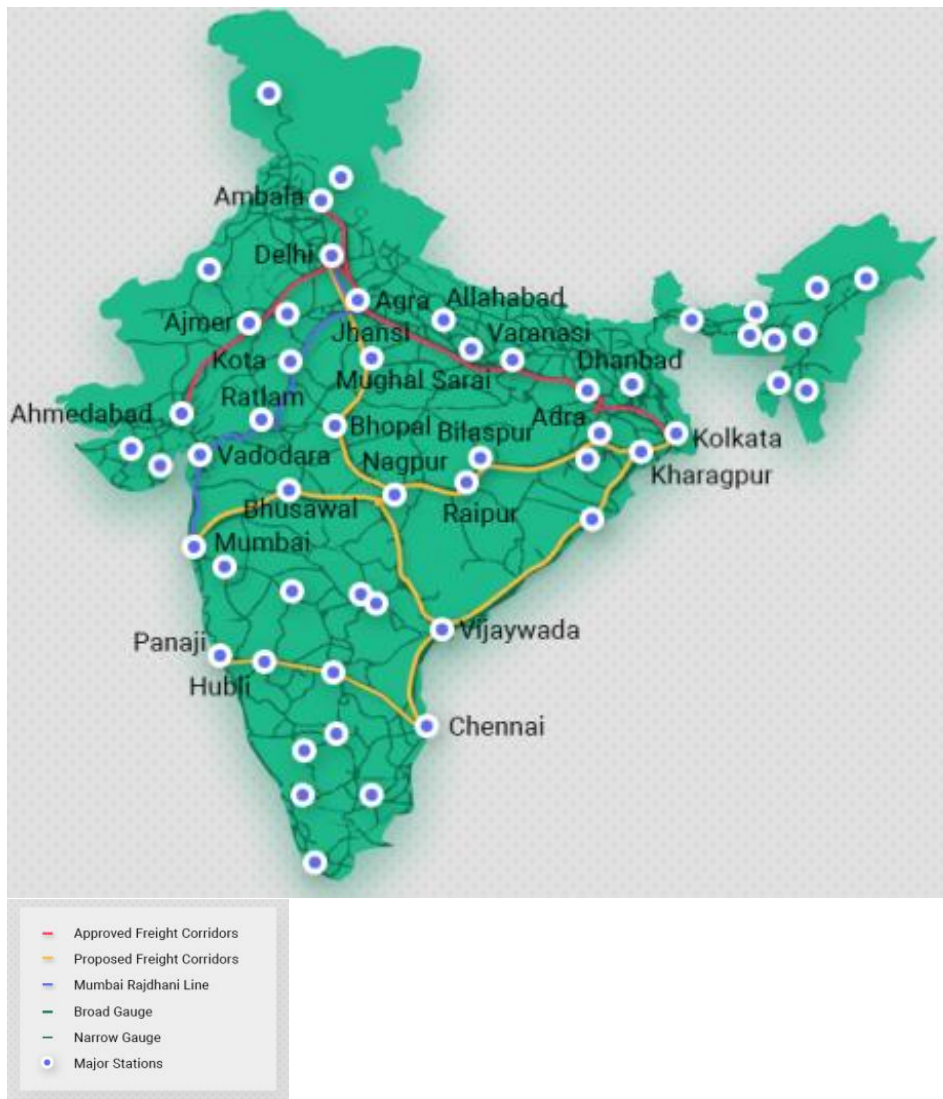 Ambala
Delhi
Agra
Allahabad
Ajmer
Jhansi
Varanasi
Kota
Dhanbad
Mughal Sarai
Ratlam
Ahmedabad
Adra
Bhopal
Bilaspur
Kolkata
Vadodara
Nagpur
Kharagpur
Bhusawal
Raipur
Mumbai
Vijaywada
Panaji
Hubli
Chennai
Approved Freight Corridors
Proposed Freight Corridors
Mumbai Rajdhani Line
Broad Gauge
Narrow Gauge
Major Stations